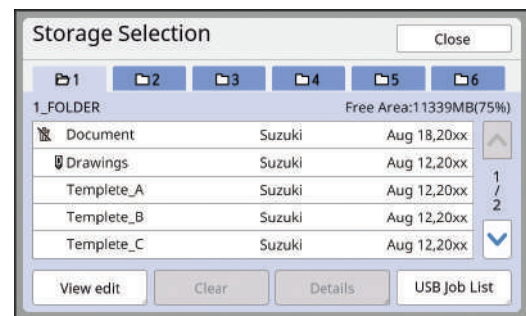 Storage Selection Close
1 2 3 4 5 6
1_FOLDER Free Area:11339MB(75%)
Document Suzuki Aug 18,20xx
Drawings Suzuki Aug 12,20xx
Templete_A Suzuki Aug 12,20xx
Templete_B Suzuki Aug 12,20xx
Templete_C Suzuki Aug 12,20xx
1
/
2
View edit Clear Details USB Job List